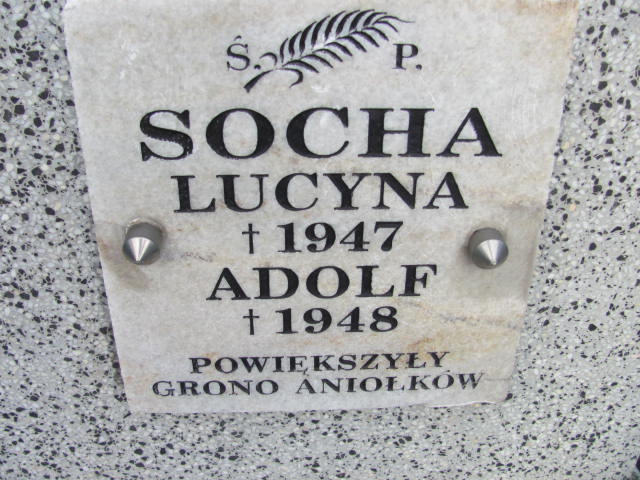 Ś. P.
SOCHA
LUCYNA
† 1947
ADOLF
† 1948
POWIĘKSZYŁY
GRONO ANIOŁKÓW